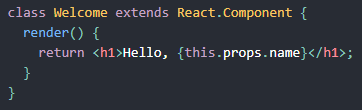 class Welcome extends React.Component {
  render() {
    return <h1>Hello, {this.props.name}</h1>;
  }
}